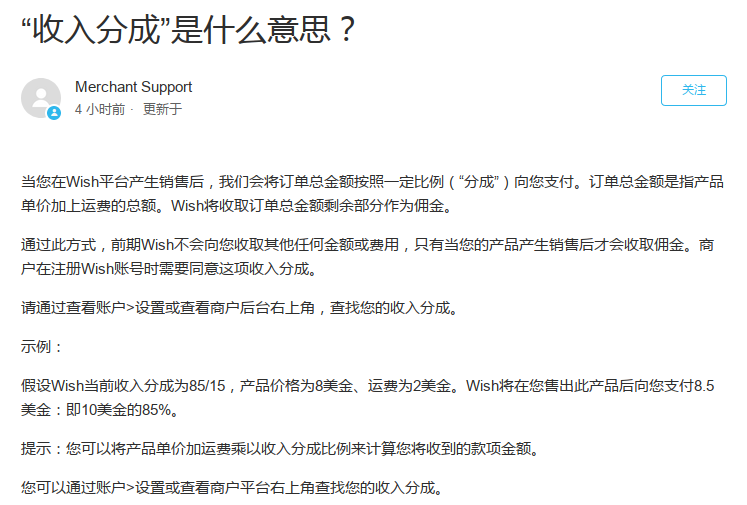 “收入分成”是什么意思？
Merchant Support
4 小时前 · 更新于
关注
当您在Wish平台产生销售后，我们会将订单总金额按照一定比例（“分成”）向您支付。订单总金额是指产品
单价加上运费的总额。Wish将收取订单总金额剩余部分作为佣金。
通过此方式，前期Wish不会向您收取其他任何金额或费用，只有当您的产品产生销售后才会收取佣金。商
户在注册Wish账号时需要同意这项收入分成。
请通过查看账户>设置或查看商户后台右上角，查找您的收入分成。
示例：
假设Wish当前收入分成为85/15，产品价格为8美金、运费为2美金。Wish将在您售出此产品后向您支付8.5
美金：即10美金的85%。
提示：您可以将产品单价加运费乘以收入分成比例来计算您将收到的款项金额。
您可以通过账户>设置或查看商户平台右上角查找您的收入分成。